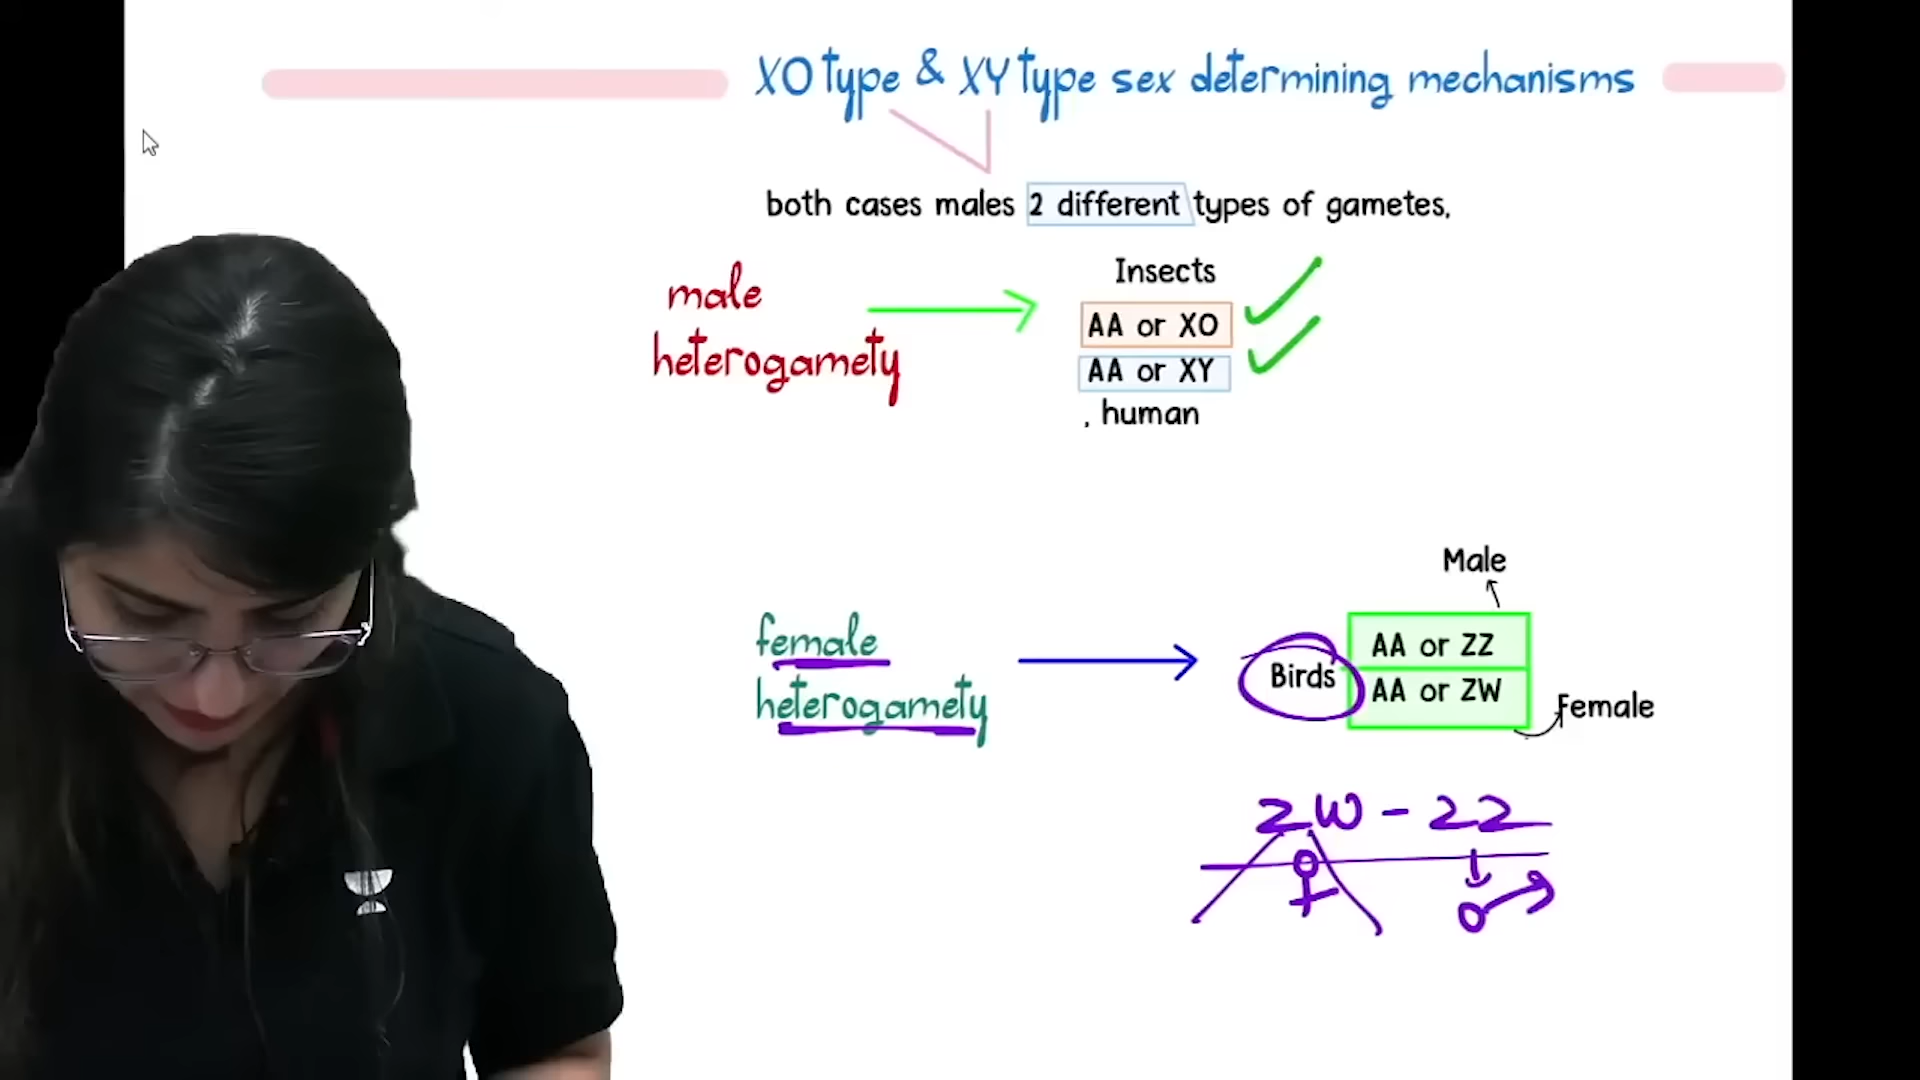 XO type & XY type sex determining mechanisms
both cases males 2 different types of gametes,
male
heterogamety
Insects
AA or XO
AA or XY
, human
female
heterogamety
Birds
Male
AA or ZZ
AA or ZW
Female
ZW - ZZ